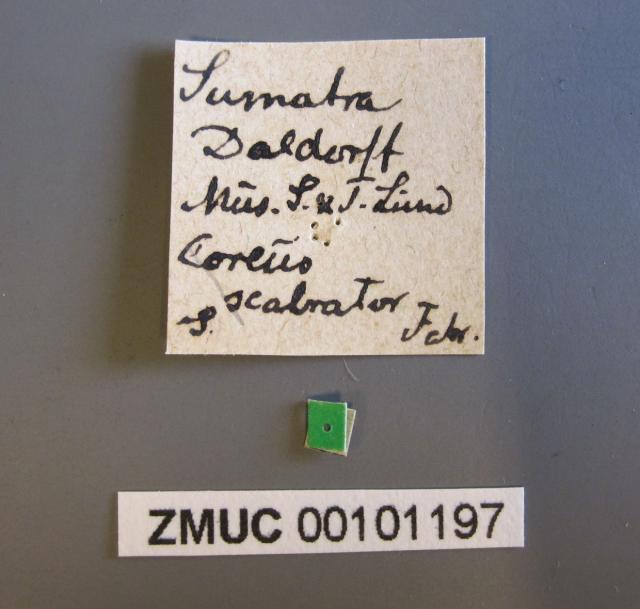 Sumatra
Daldorff
Mus. S. & T. Lund
Coreus
scabrator
S. Fabr.
ZMUC 00101197